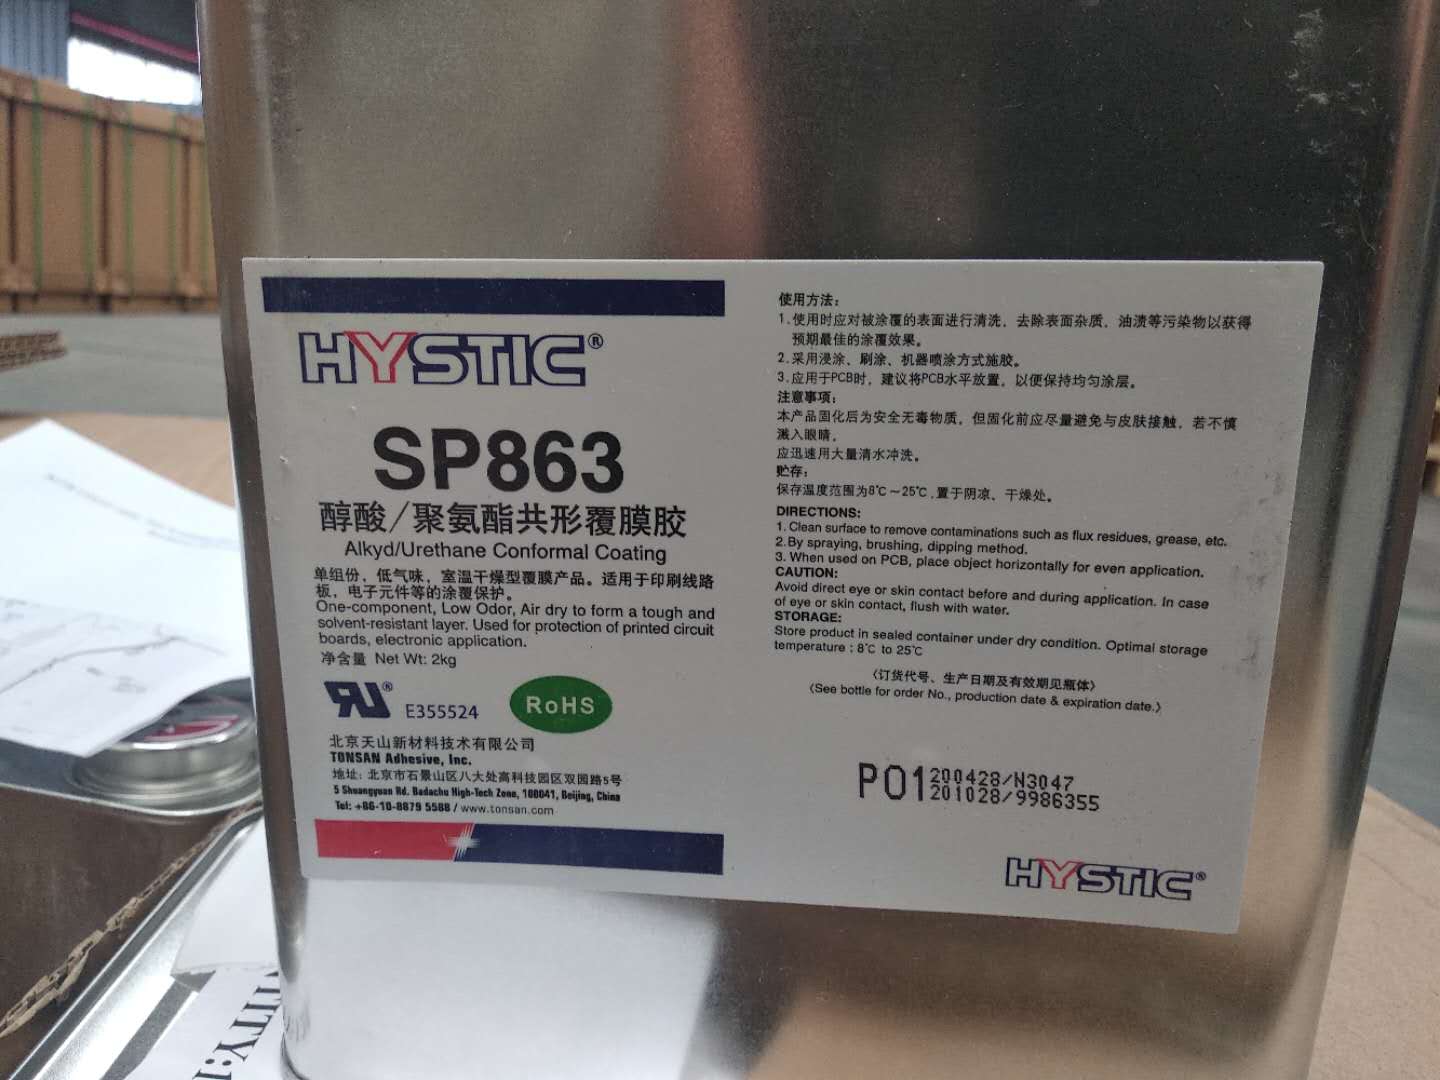 HYSTIC®
SP863
醇酸/聚氨酯共形覆膜胶
Alkyd/Urethane Conformal Coating
单组份，低气味，室温干燥型覆膜产品。适用于印刷线路
板，电子元件等的涂覆保护。
One-component, Low Odor, Air dry to form a tough and
solvent-resistant layer. Used for protection of printed circuit
boards, electronic application.
净含量 Net Wt: 2kg
RU® E355524 RoHS
北京天山新材料技术有限公司
TONSAN Adhesive, Inc.
地址: 北京市石景山区八大处高科技园区双园路5号
5 Shuangyuan Rd. Badachu High-Tech Zone, 100041, Beijing, China
Tel: +86-10-8879 5588 / www.tonsan.com
使用方法：
1.使用时应对被涂覆的表面进行清洗，去除表面杂质，油渍等污染物以获得
预期最佳的涂覆效果。
2.采用浸涂、刷涂、机器喷涂方式施胶。
3.应用于PCB时，建议将PCB水平放置，以便保持均匀涂层。
注意事项：
本产品固化后为安全无毒物质，但固化前应尽量避免与皮肤接触，若不慎
溅入眼睛，
应迅速用大量清水冲洗。
贮存：
保存温度范围为8℃～25℃,置于阴凉、干燥处。
DIRECTIONS:
1. Clean surface to remove contaminations such as flux residues, grease, etc.
2.By spraying, brushing, dipping method.
3. When used on PCB, place object horizontally for even application.
CAUTION:
Avoid direct eye or skin contact before and during application. In case
of eye or skin contact, flush with water.
STORAGE:
Store product in sealed container under dry condition. Optimal storage
temperature : 8℃ to 25℃
〈订货代号、生产日期及有效期见瓶体〉
〈See bottle for order No., production date & expiration date.〉
P01 200428/N3047
201028/9986355
HYSTIC®